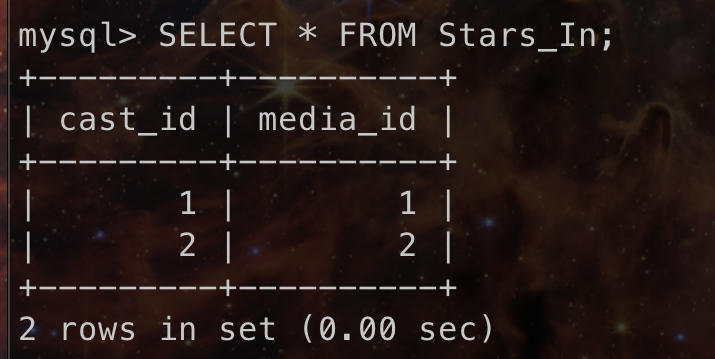 mysql> SELECT * FROM Stars_In;
+---------+----------+
| cast_id | media_id |
+---------+----------+
|       1 |        1 |
|       2 |        2 |
+---------+----------+
2 rows in set (0.00 sec)